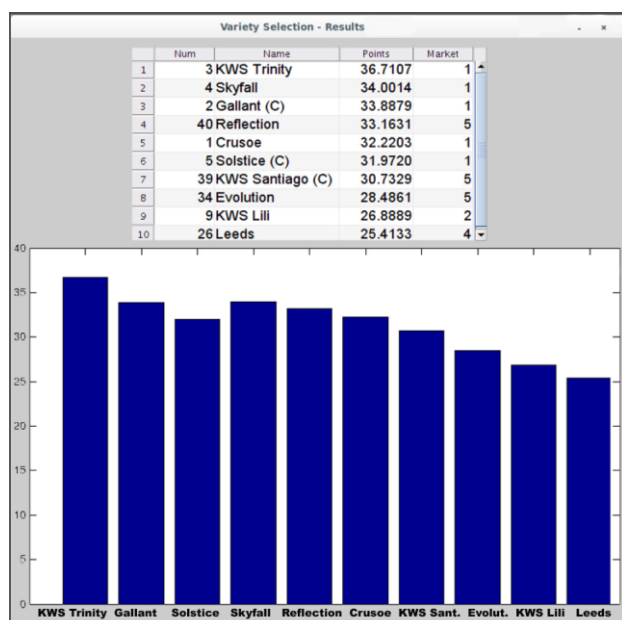 Variety Selection - Results
Num Name Points Market
1 3 KWS Trinity 36.7107 1
2 4 Skyfall 34.0014 1
3 2 Gallant (C) 33.8879 1
4 40 Reflection 33.1631 5
5 1 Crusoe 32.2203 1
6 5 Solstice (C) 31.9720 1
7 39 KWS Santiago (C) 30.7329 5
8 34 Evolution 28.4861 5
9 9 KWS Lili 26.8889 2
10 26 Leeds 25.4133 4
40
35
30
25
20
15
10
5
0
KWS Trinity Gallant Solstice Skyfall Reflection Crusoe KWS Sant. Evolut. KWS Lili Leeds